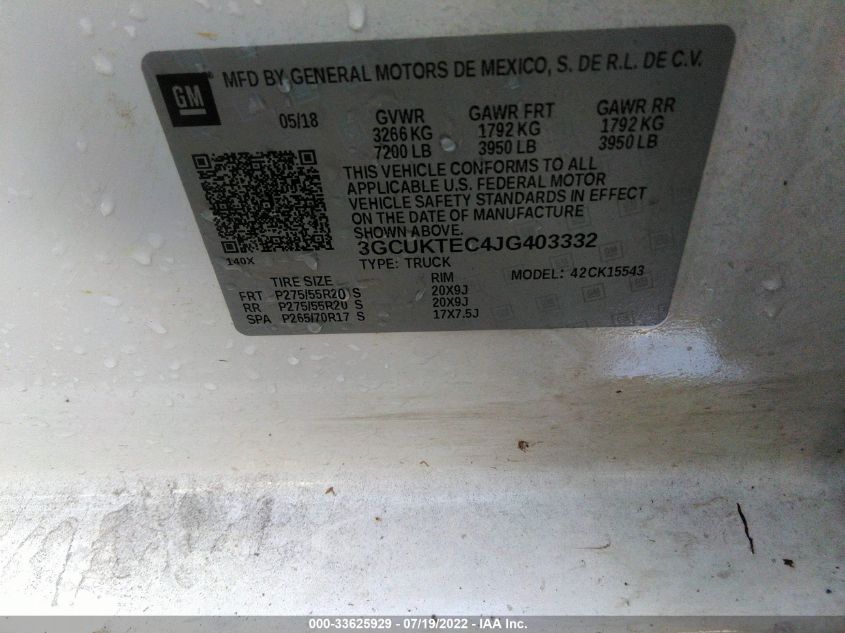 GM
MFD BY GENERAL MOTORS DE MEXICO, S. DE R.L. DE C.V.
05/18 GVWR GAWR FRT GAWR RR
3266 KG 1792 KG 1792 KG
7200 LB 3950 LB 3950 LB
THIS VEHICLE CONFORMS TO ALL
APPLICABLE U.S. FEDERAL MOTOR
VEHICLE SAFETY STANDARDS IN EFFECT
ON THE DATE OF MANUFACTURE
SHOWN ABOVE.
3GCUKTEC4JG403332
140X
TYPE: TRUCK MODEL: 42CK15543
TIRE SIZE RIM
FRT P275/55R20 S 20X9J
RR P275/55R20 S 20X9J
SPA P265/70R17 S 17X7.5J
000-33625929 - 07/19/2022 - IAA Inc.